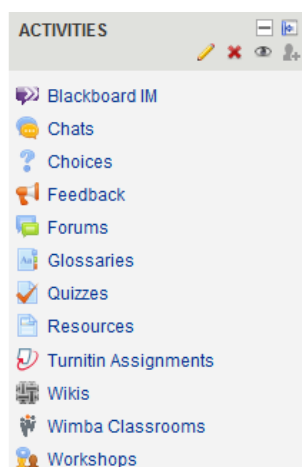 ACTIVITIES
Blackboard IM
Chats
Choices
Feedback
Forums
Glossaries
Quizzes
Resources
Turnitin Assignments
Wikis
Wimba Classrooms
Workshops